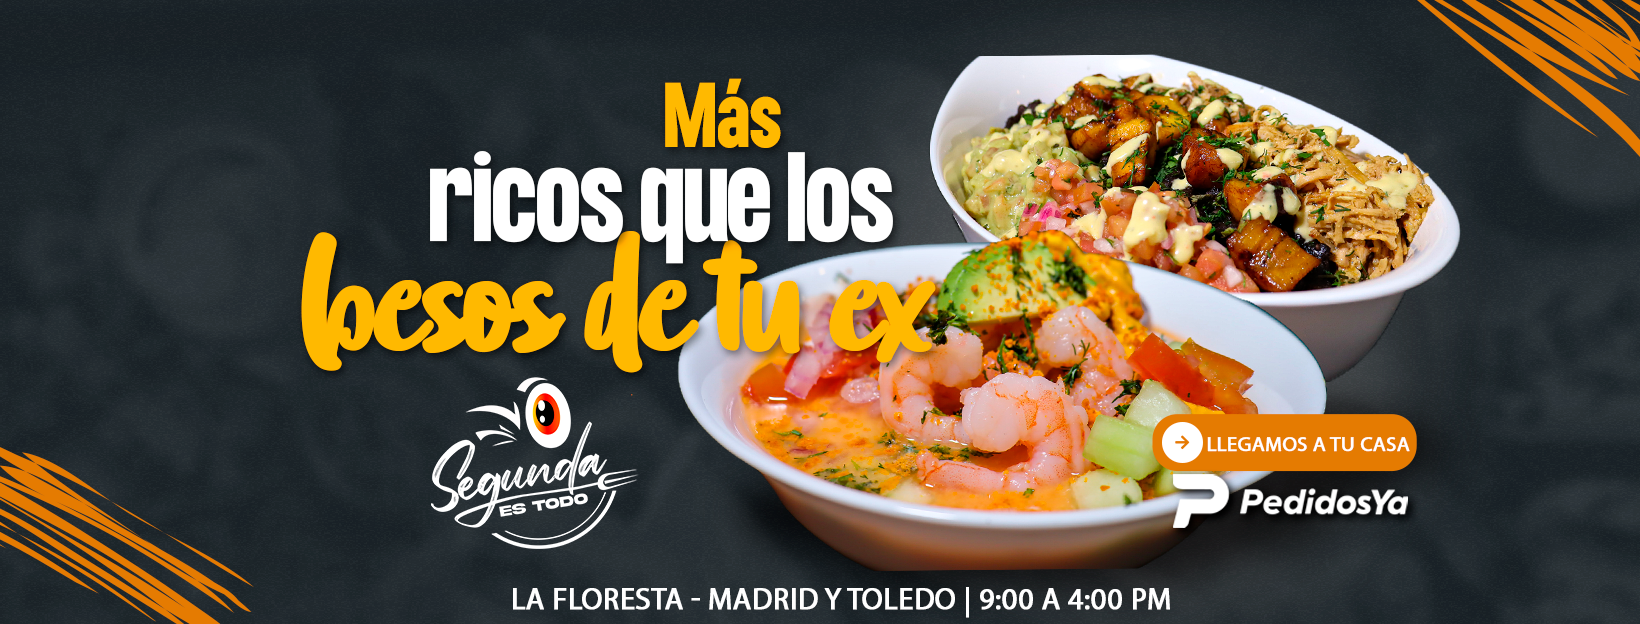 Más
ricos que los
besos de tu ex
Segunda
ES TODO
LLEGAMOS A TU CASA
PedidosYa
LA FLORESTA - MADRID Y TOLEDO | 9:00 A 4:00 PM